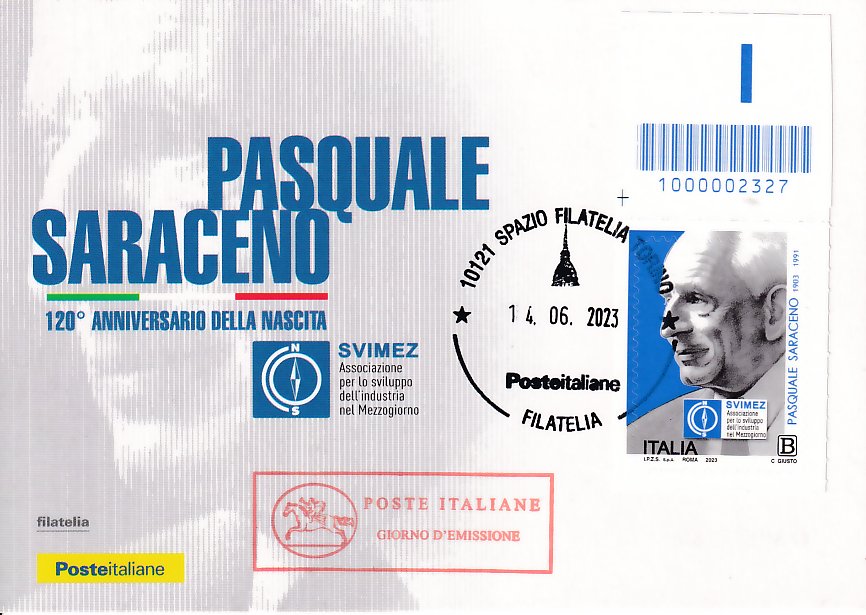 PASQUALE
SARACENO
120° ANNIVERSARIO DELLA NASCITA
N
S
SVIMEZ
Associazione
per lo sviluppo
dell'industria
nel Mezzogiorno
1000002327
10121 SPAZIO FILATELIA TORINO
14. 06. 2023
Posteitaliane
FILATELIA
PASQUALE SARACENO 1903 1991
N
S
SVIMEZ
Associazione
per lo sviluppo
dell'industria
nel Mezzogiorno
ITALIA B
I.P.Z.S. S.p.A. ROMA 2023 C. GIUSTO
POSTE ITALIANE
GIORNO D'EMISSIONE
filatelia
Posteitaliane